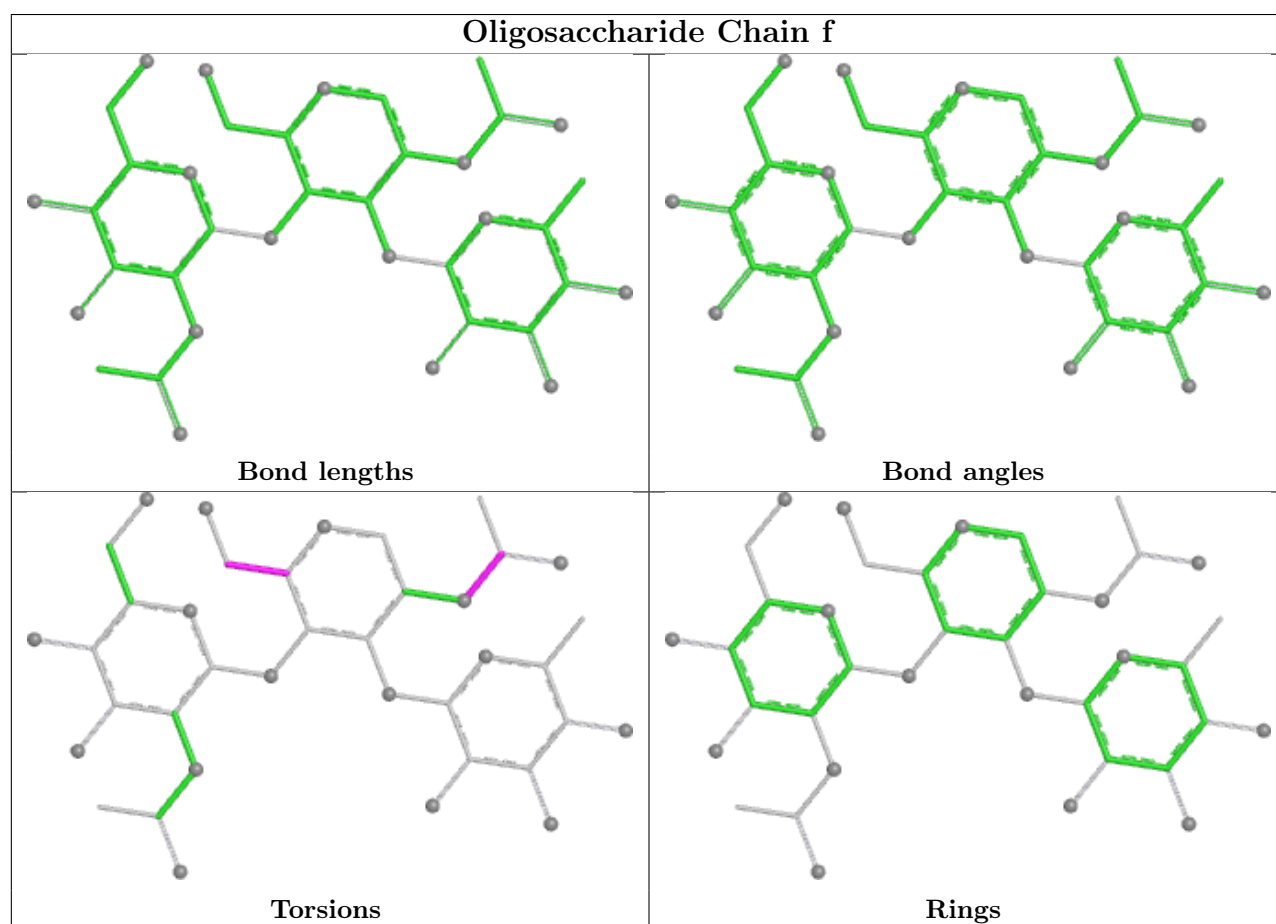 Oligosaccharide Chain f
Bond lengths
Bond angles
Torsions
Rings